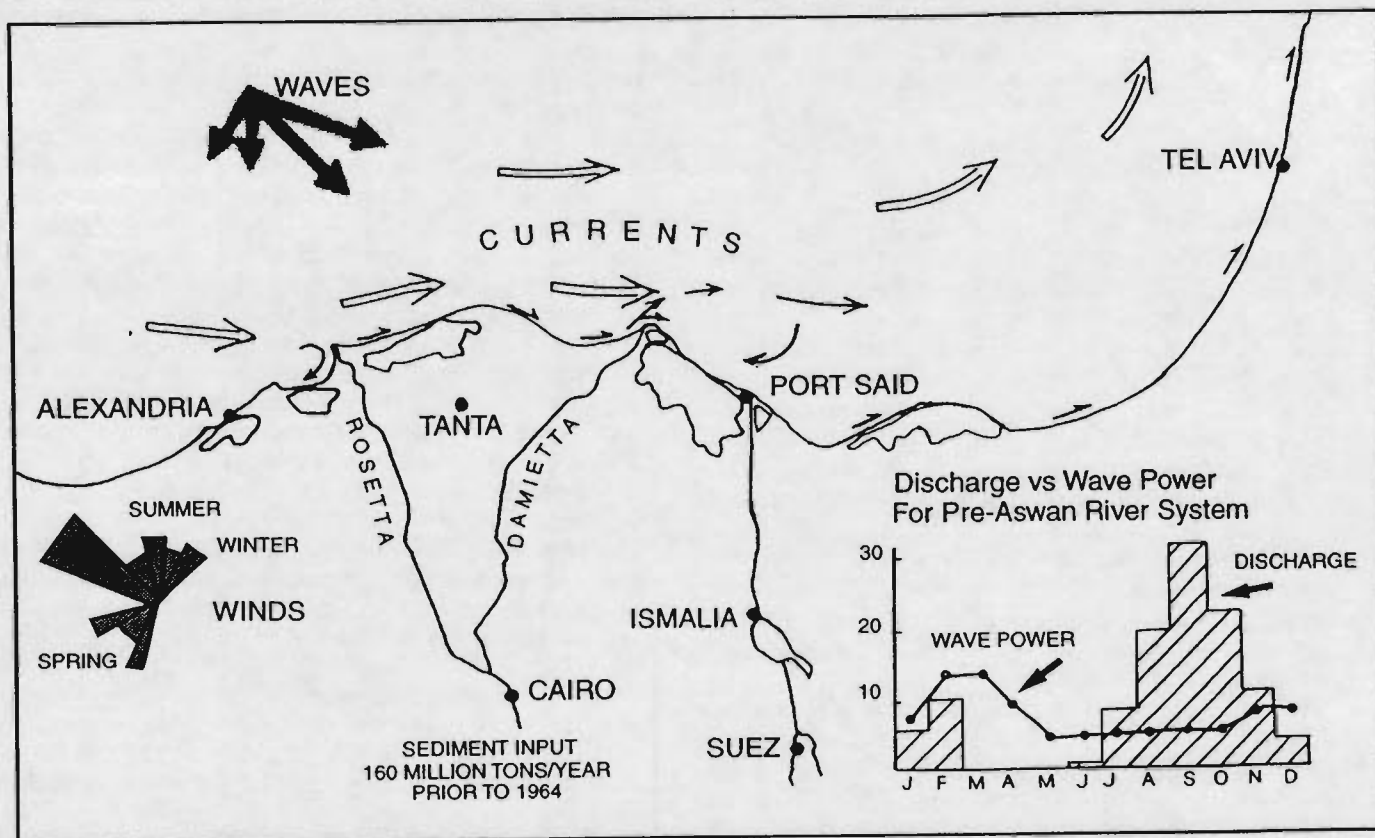 WAVES
TEL AVIV
CURRENTS
PORT SAID
ALEXANDRIA
TANTA
ROSETTA
DAMIETTA
SUMMER
WINTER
WINDS
SPRING
ISMALIA
CAIRO
SUEZ
SEDIMENT INPUT
160 MILLION TONS/YEAR
PRIOR TO 1964
Discharge vs Wave Power
For Pre-Aswan River System
30
DISCHARGE
20
WAVE POWER
10
J F M A M J J A S O N D